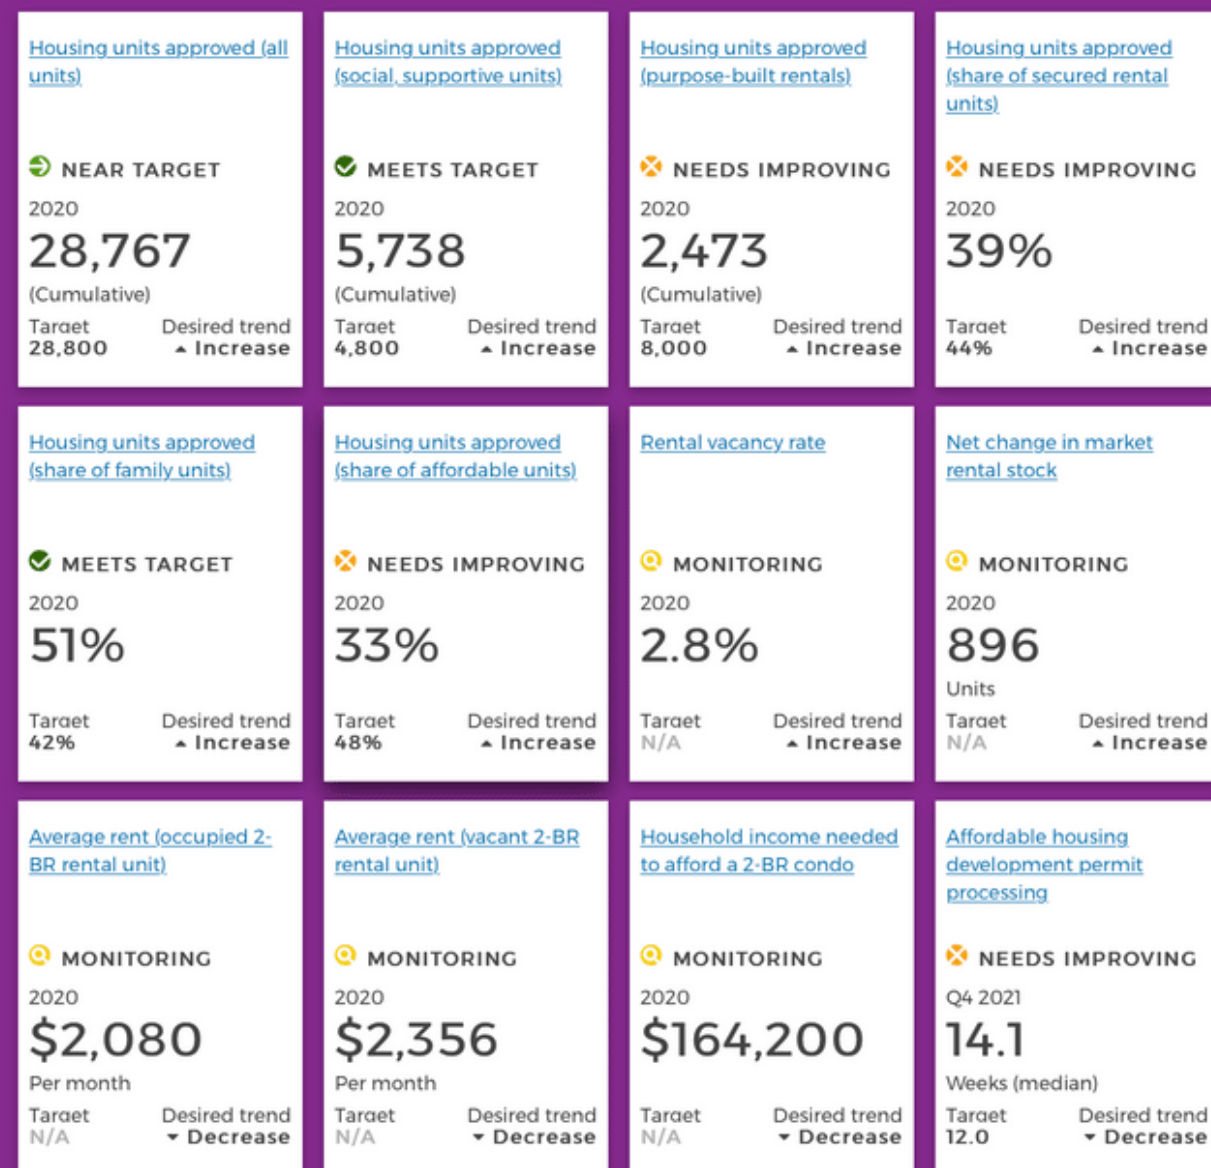 Housing units approved (all
units)
NEAR TARGET
2020
28,767
(Cumulative)
Target Desired trend
28,800 Increase
Housing units approved
(social, supportive units)
MEETS TARGET
2020
5,738
(Cumulative)
Target Desired trend
4,800 Increase
Housing units approved
(purpose-built rentals)
NEEDS IMPROVING
2020
2,473
(Cumulative)
Target Desired trend
8,000 Increase
Housing units approved
(share of secured rental
units)
NEEDS IMPROVING
2020
39%
Target Desired trend
44% Increase
Housing units approved
(share of family units)
MEETS TARGET
2020
51%
Target Desired trend
42% Increase
Housing units approved
(share of affordable units)
NEEDS IMPROVING
2020
33%
Target Desired trend
48% Increase
Rental vacancy rate
MONITORING
2020
2.8%
Target Desired trend
N/A Increase
Net change in market
rental stock
MONITORING
2020
896
Units
Target Desired trend
N/A Increase
Average rent (occupied 2-
BR rental unit)
MONITORING
2020
$2,080
Per month
Target Desired trend
N/A Decrease
Average rent (vacant 2-BR
rental unit)
MONITORING
2020
$2,356
Per month
Target Desired trend
N/A Decrease
Household income needed
to afford a 2-BR condo
MONITORING
2020
$164,200
Target Desired trend
N/A Decrease
Affordable housing
development permit
processing
NEEDS IMPROVING
Q4 2021
14.1
Weeks (median)
Target Desired trend
12.0 Decrease